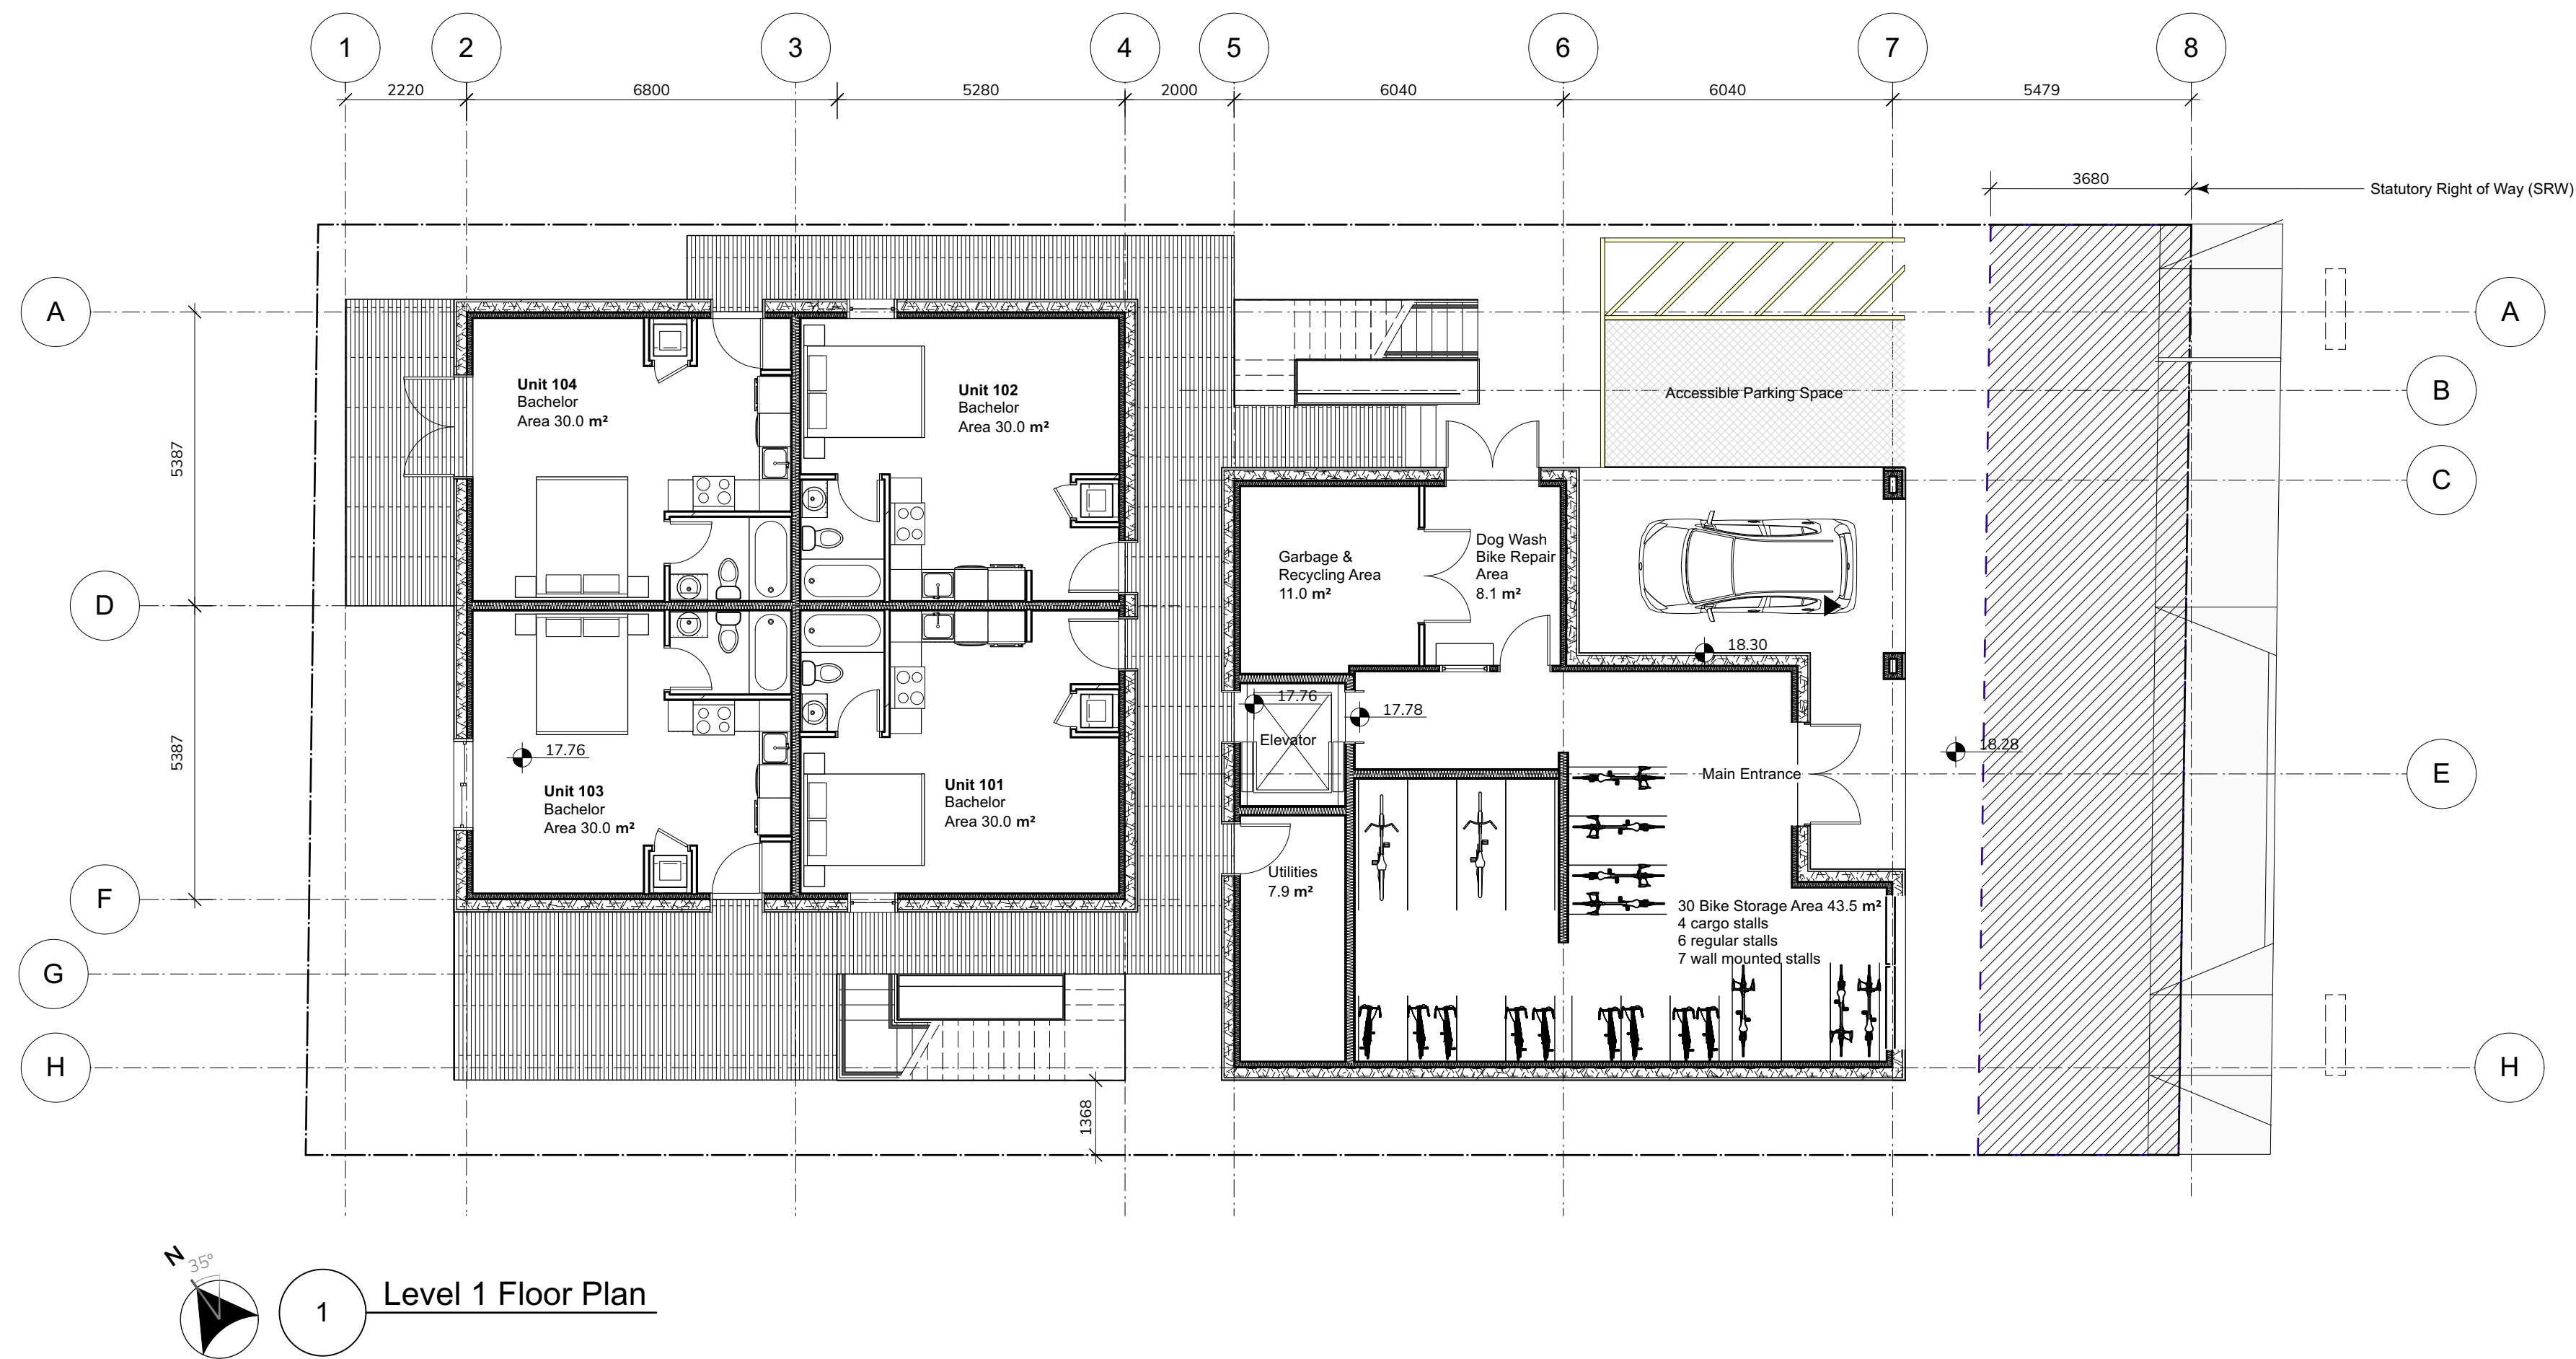 1 2 3 4 5 6 7 8
2220 6800 5280 2000 6040 6040 5479
3680
Statutory Right of Way (SRW)
A
A
B
C
D
E
F
G
H
H
5387
5387
1368
Unit 104
Bachelor
Area 30.0 m²
Unit 102
Bachelor
Area 30.0 m²
Unit 103
Bachelor
Area 30.0 m²
17.76
Unit 101
Bachelor
Area 30.0 m²
Accessible Parking Space
Garbage &
Recycling Area
11.0 m²
Dog Wash
Bike Repair
Area
8.1 m²
18.30
17.76
17.78
Elevator
Main Entrance
18.28
Utilities
7.9 m²
30 Bike Storage Area 43.5 m²
4 cargo stalls
6 regular stalls
7 wall mounted stalls
N
35°
1
Level 1 Floor Plan